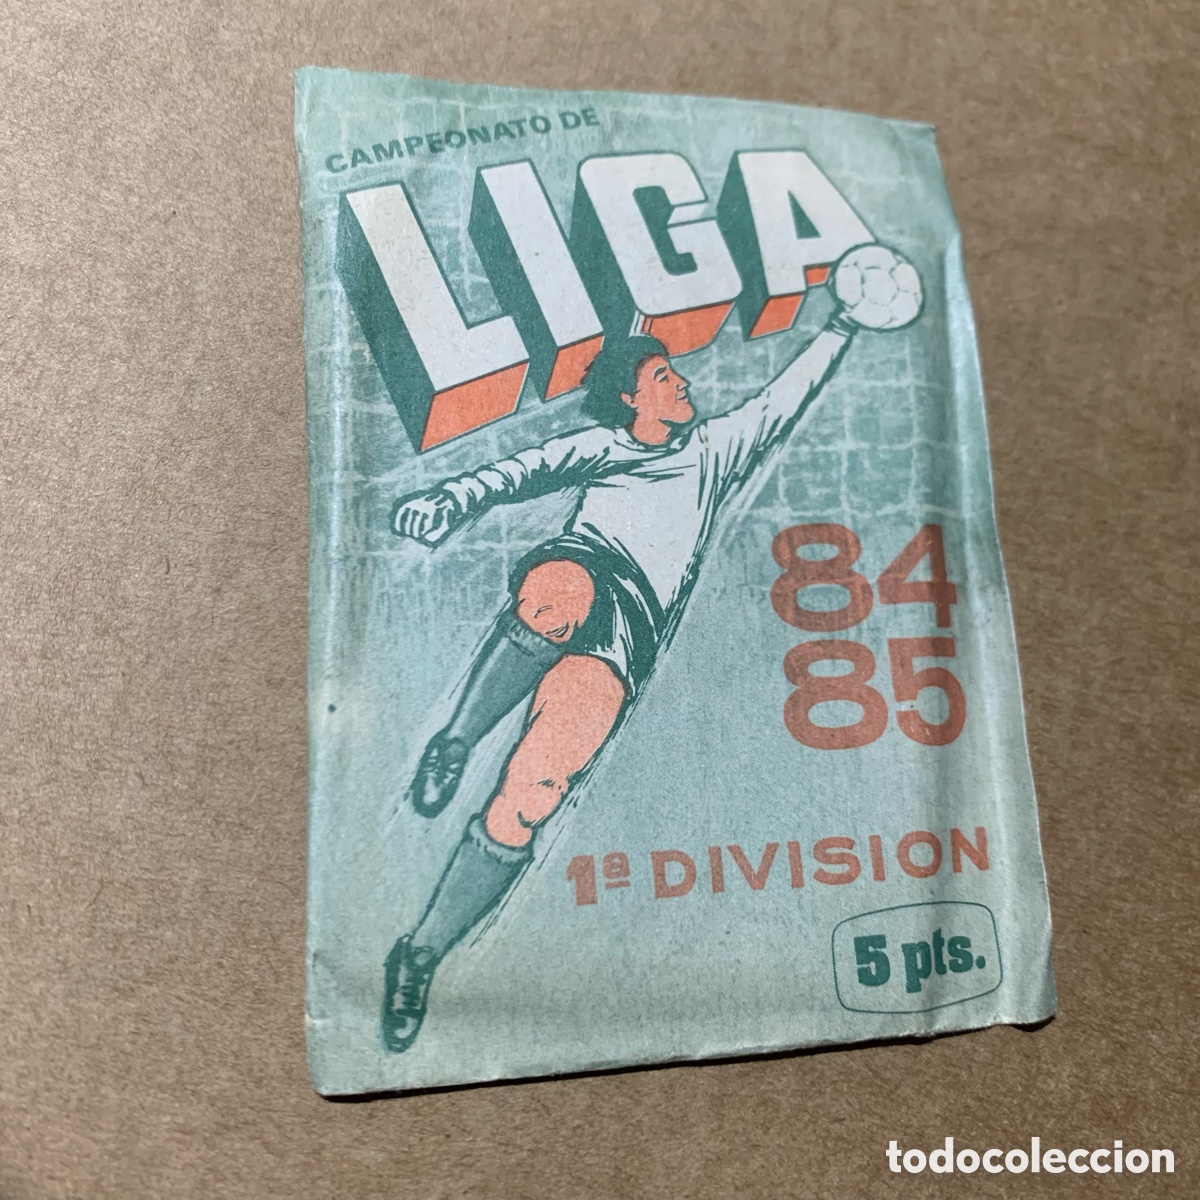 CAMPEONATO DE
LIGA
84
85
1ª DIVISION
5 pts.
todocoleccion